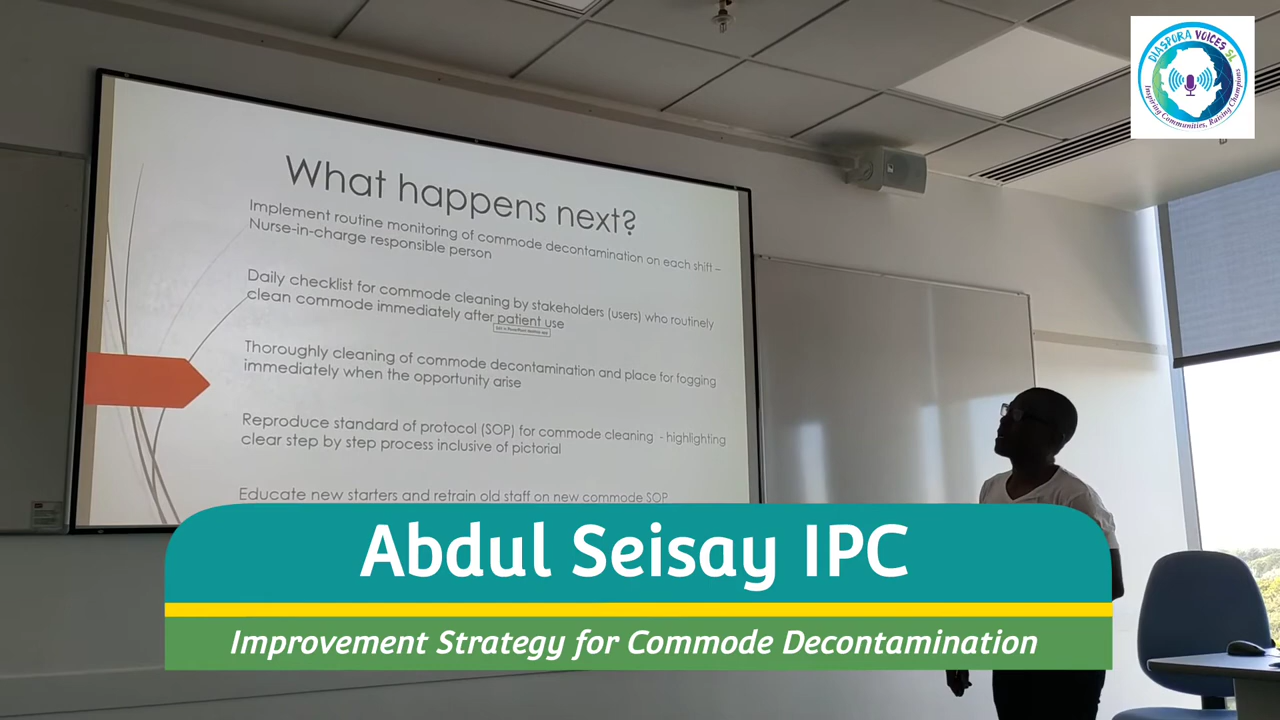 What happens next?
Implement routine monitoring of commode decontamination on each shift –
Nurse-in-charge responsible person
Daily checklist for commode cleaning by stakeholders (users) who routinely
clean commode immediately after patient use
Thoroughly cleaning of commode decontamination and place for fogging
immediately when the opportunity arise
Reproduce standard of protocol (SOP) for commode cleaning - highlighting
clear step by step process inclusive of pictorial
Educate new starters and retrain old staff on new commode SOP
DIASPORA VOICES SL
Inspiring Communities, Raising Champions
Abdul Seisay IPC
Improvement Strategy for Commode Decontamination